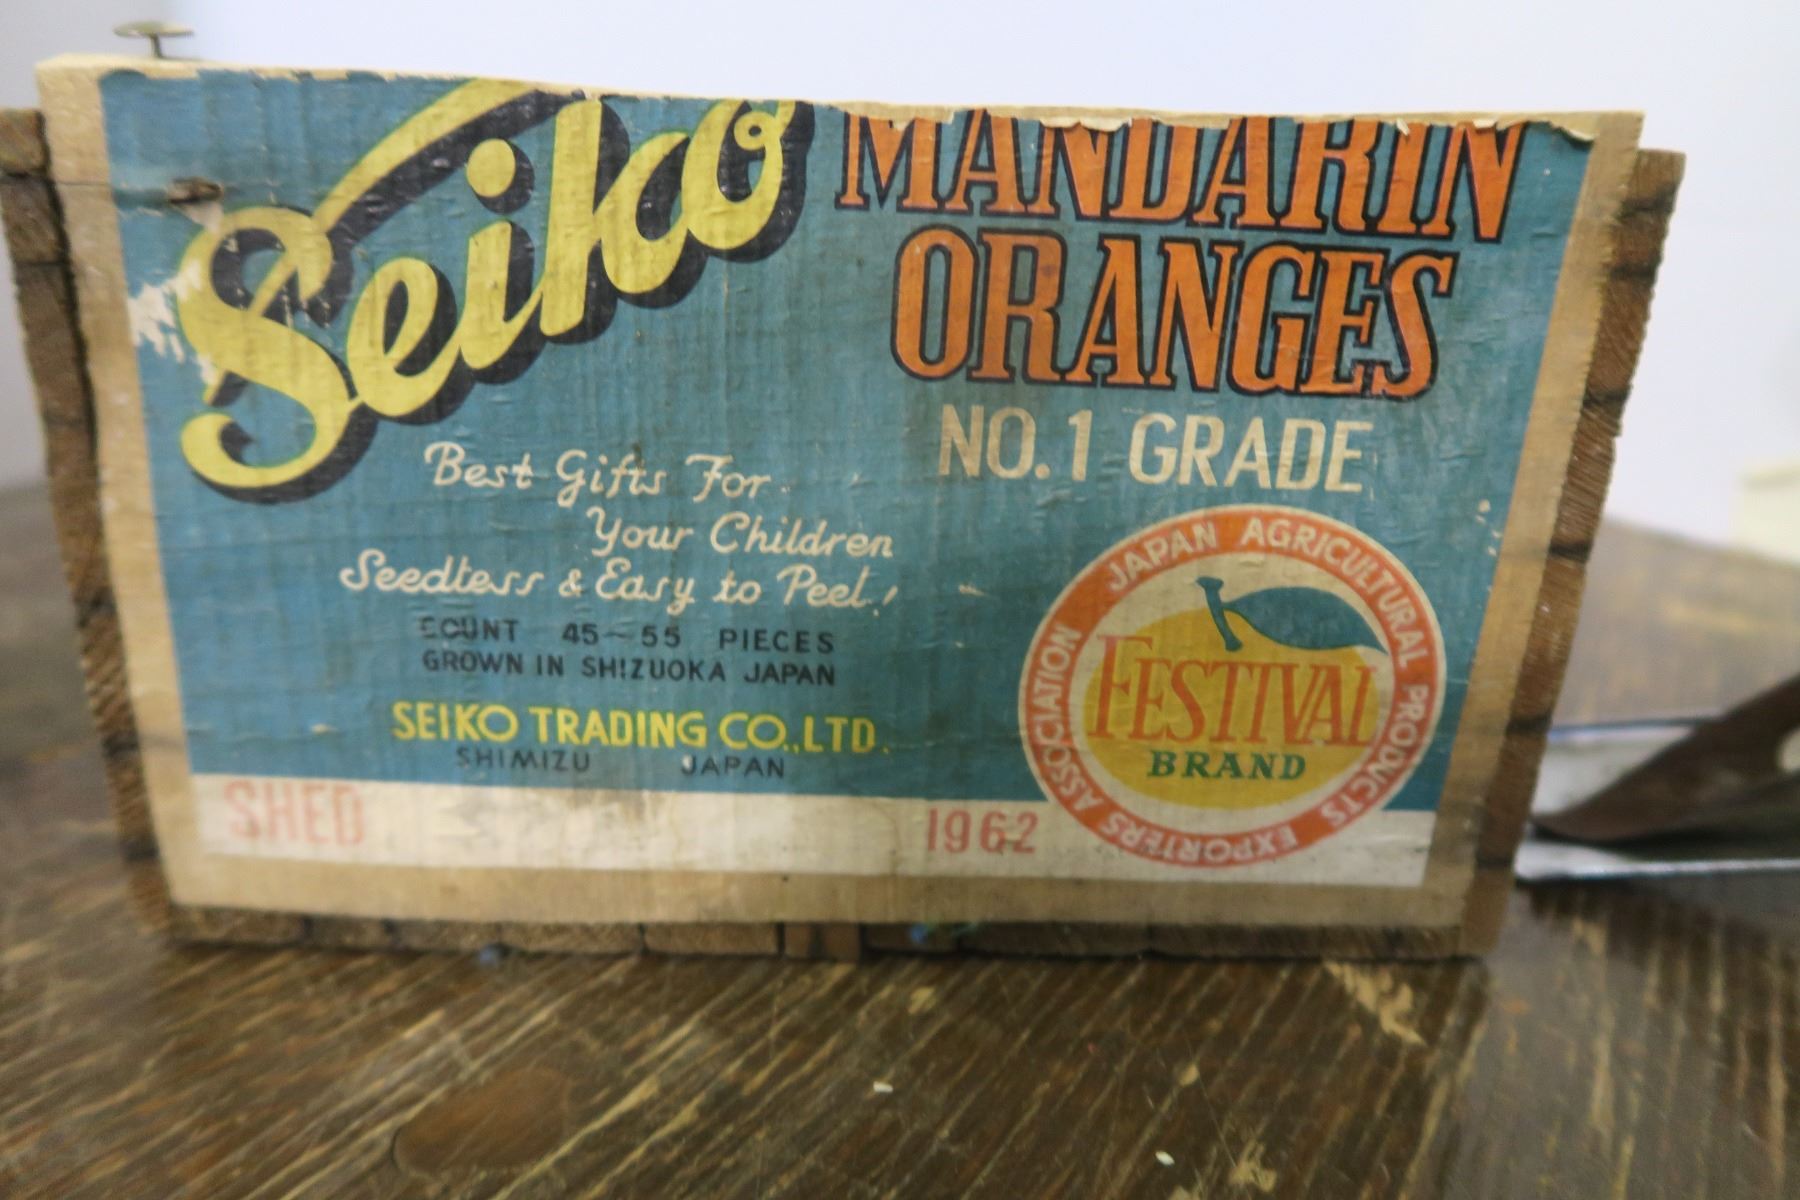 Seiko
MANDARIN
ORANGES
NO. 1 GRADE
Best Gifts For
Your Children
Seedless & Easy to Peel!
COUNT 45~55 PIECES
GROWN IN SHIZUOKA JAPAN
SEIKO TRADING CO., LTD.
SHIMIZU JAPAN
JAPAN AGRICULTURAL PRODUCTS EXPORTERS ASSOCIATION
FESTIVAL
BRAND
SHED 1962